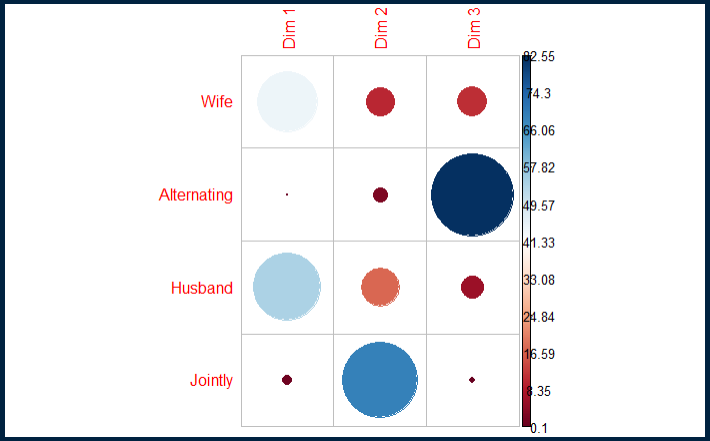 Dim 1
Dim 2
Dim 3
Wife
Alternating
Husband
Jointly
82.55
74.3
66.06
57.82
49.57
41.33
33.08
24.84
16.59
8.35
0.1